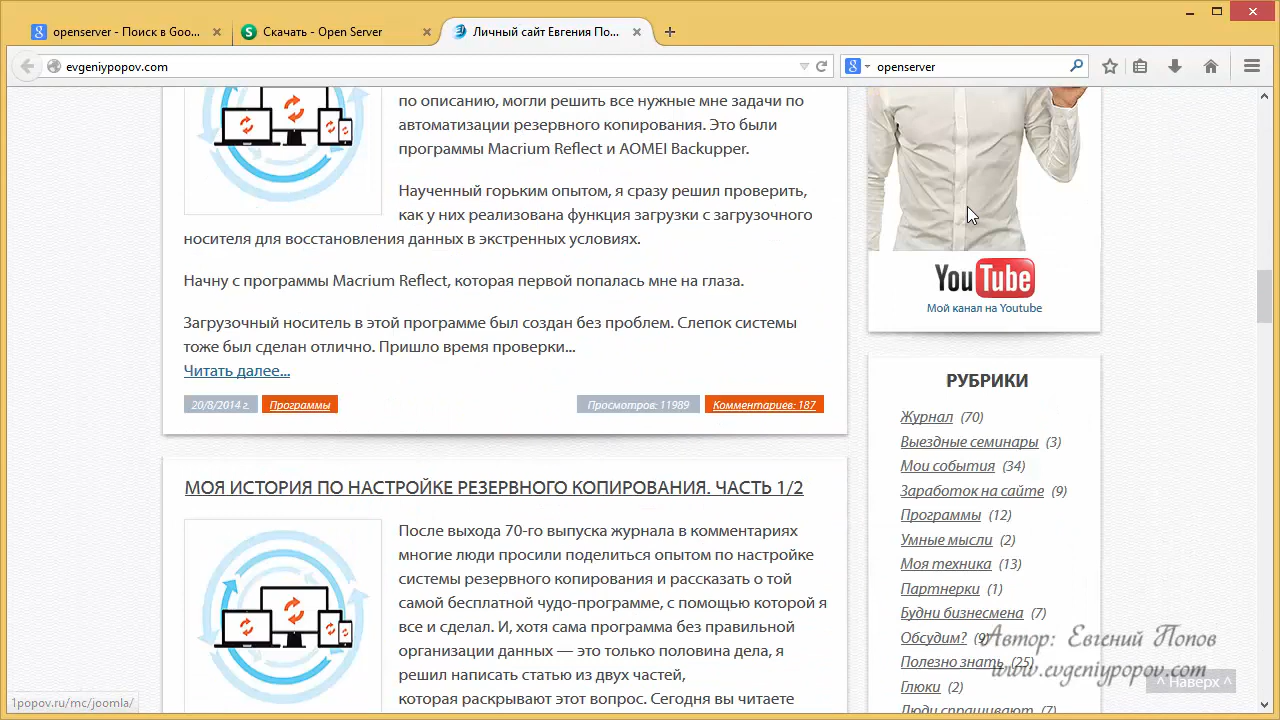 openserver - Поиск в Goo...
Скачать - Open Server
Личный сайт Евгения По...
evgeniypopov.com
openserver
по описанию, могли решить все нужные мне задачи по
автоматизации резервного копирования. Это были
программы Macrium Reflect и AOMEI Backupper.
Наученный горьким опытом, я сразу решил проверить,
как у них реализована функция загрузки с загрузочного
носителя для восстановления данных в экстренных условиях.
Начну с программы Macrium Reflect, которая первой попалась мне на глаза.
Загрузочный носитель в этой программе был создан без проблем. Слепок системы
тоже был сделан отлично. Пришло время проверки...
Читать далее...
20/8/2014 г.
Программы
Просмотров: 11989
Комментариев: 187
МОЯ ИСТОРИЯ ПО НАСТРОЙКЕ РЕЗЕРВНОГО КОПИРОВАНИЯ. ЧАСТЬ 1/2
После выхода 70-го выпуска журнала в комментариях
многие люди просили поделиться опытом по настройке
системы резервного копирования и рассказать о той
самой бесплатной чудо-программе, с помощью которой я
все и сделал. И, хотя сама программа без правильной
организации данных — это только половина дела, я
решил написать статью из двух частей,
которая раскрывают этот вопрос. Сегодня вы читаете
You Tube
Мой канал на Youtube
РУБРИКИ
Журнал (70)
Выездные семинары (3)
Мои события (34)
Заработок на сайте (9)
Программы (12)
Умные мысли (2)
Моя техника (13)
Партнерки (1)
Будни бизнесмена (7)
Обсудим? (9)
Полезно знать (25)
Глюки (2)
Люди спрашивают (7)
Автор: Евгений Попов
www.evgeniypopov.com
^ Наверх ^
1popov.ru/mc/joomla/